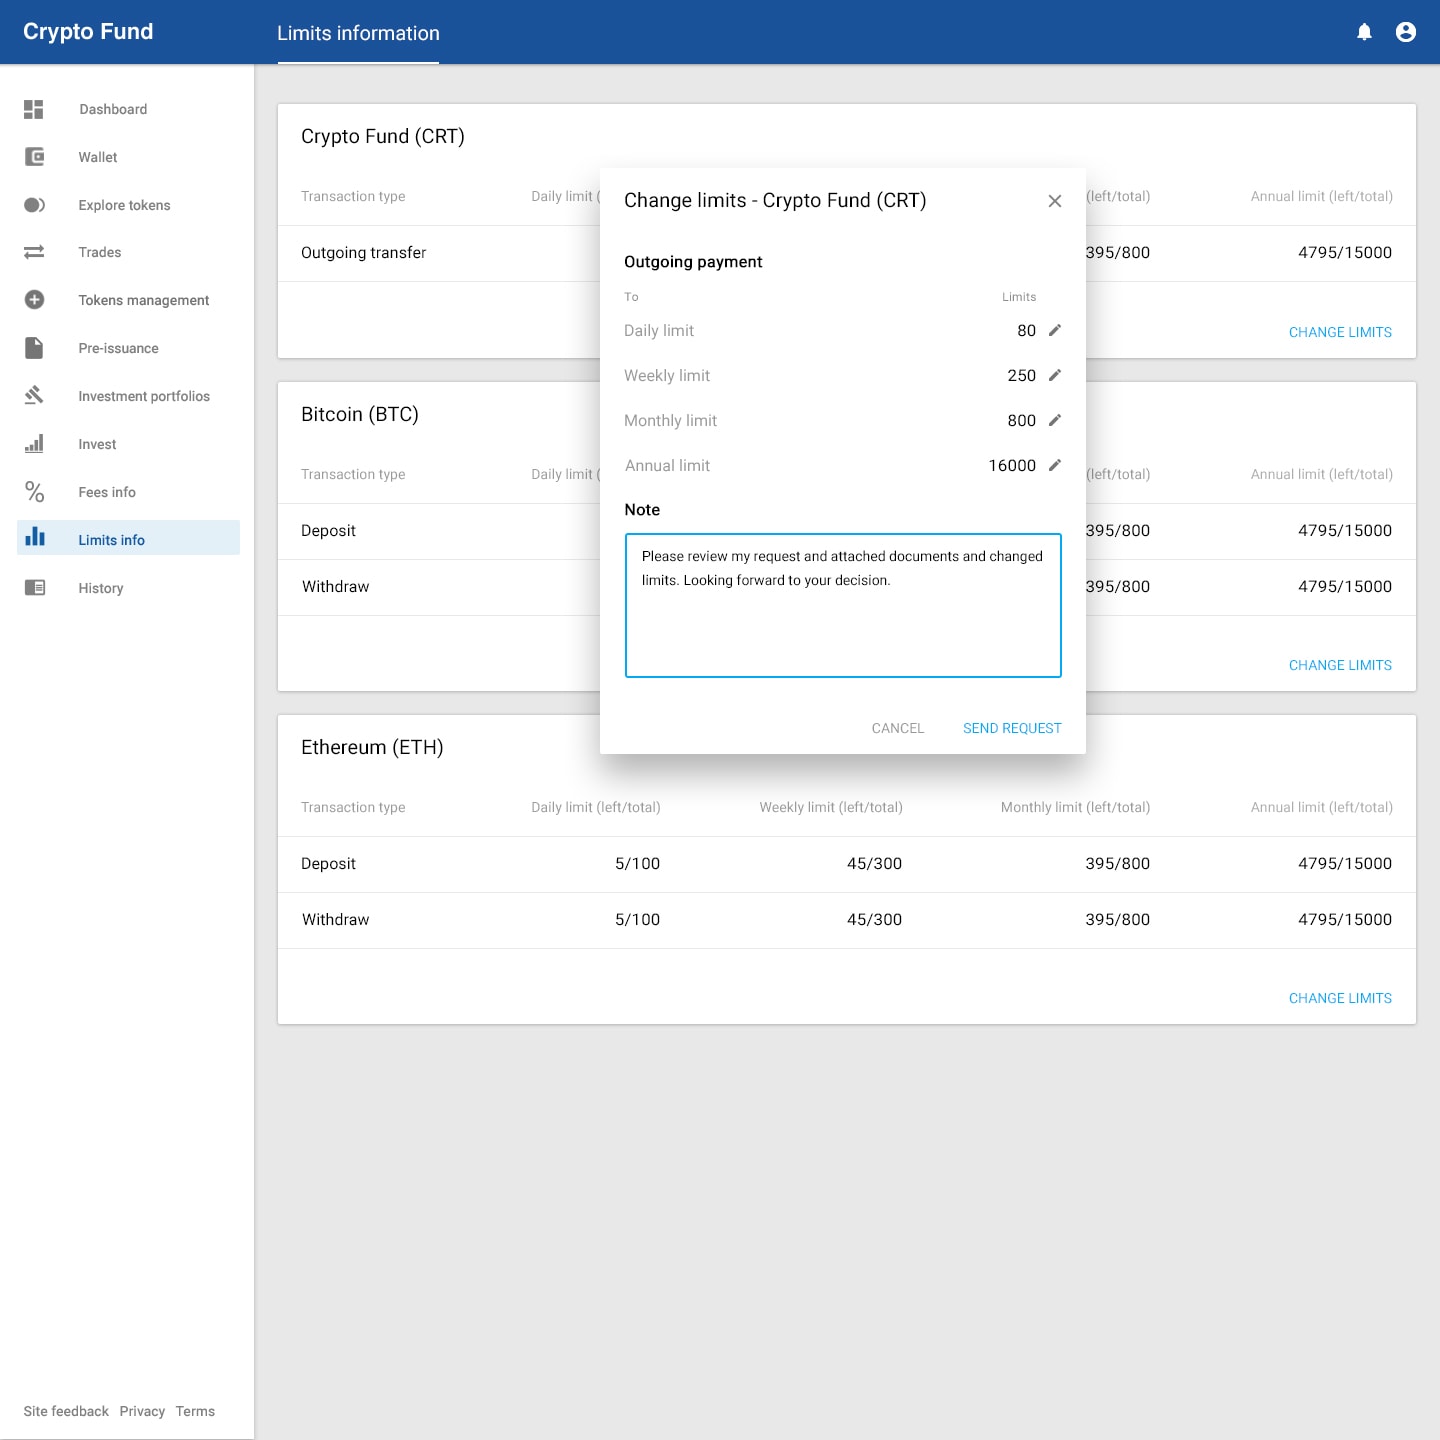 Crypto Fund
Limits information
Dashboard
Wallet
Explore tokens
Trades
Tokens management
Pre-issuance
Investment portfolios
Invest
Fees info
Limits info
History
Site feedback Privacy Terms
Crypto Fund (CRT)
Transaction type Daily limit ( (left/total) Annual limit (left/total)
Outgoing transfer 395/800 4795/15000
CHANGE LIMITS
Bitcoin (BTC)
Transaction type Daily limit ( (left/total) Annual limit (left/total)
Deposit 395/800 4795/15000
Withdraw 395/800 4795/15000
CHANGE LIMITS
Ethereum (ETH)
Transaction type Daily limit (left/total) Weekly limit (left/total) Monthly limit (left/total) Annual limit (left/total)
Deposit 5/100 45/300 395/800 4795/15000
Withdraw 5/100 45/300 395/800 4795/15000
CHANGE LIMITS
Change limits - Crypto Fund (CRT)
Outgoing payment
To Limits
Daily limit 80
Weekly limit 250
Monthly limit 800
Annual limit 16000
Note
Please review my request and attached documents and changed
limits. Looking forward to your decision.
CANCEL SEND REQUEST